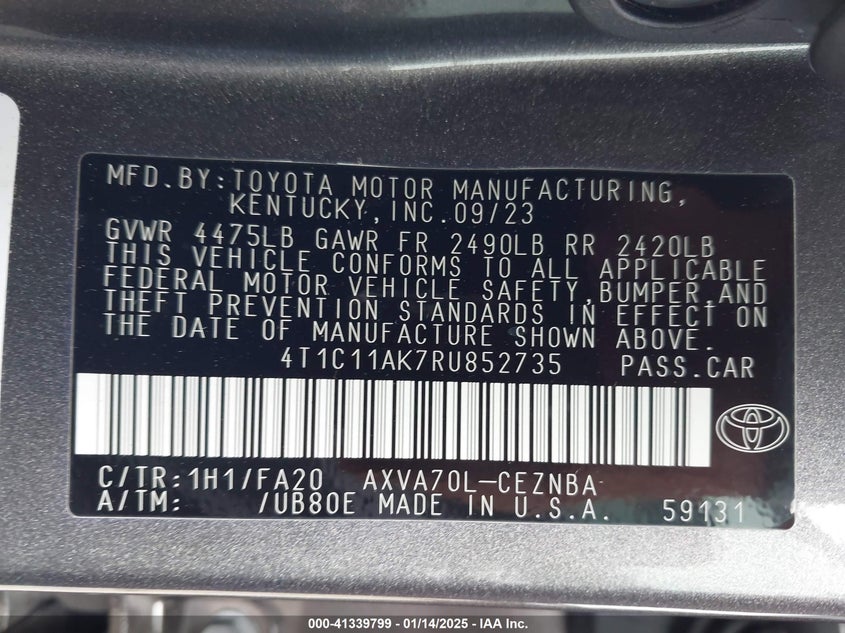 MFD.BY:TOYOTA MOTOR MANUFACTURING,
KENTUCKY,INC.09/23
GVWR 4475LB GAWR FR 2490LB RR 2420LB
THIS VEHICLE CONFORMS TO ALL APPLICABLE
FEDERAL MOTOR VEHICLE SAFETY,BUMPER,AND
THEFT PREVENTION STANDARDS IN EFFECT ON
THE DATE OF MANUFACTURE SHOWN ABOVE.
4T1C11AK7RU852735 PASS.CAR
C/TR:1H1/FA20 AXVA70L-CEZNBA
A/TM: /UB80E MADE IN U.S.A. 59131
000-41339799 - 01/14/2025 - IAA Inc.